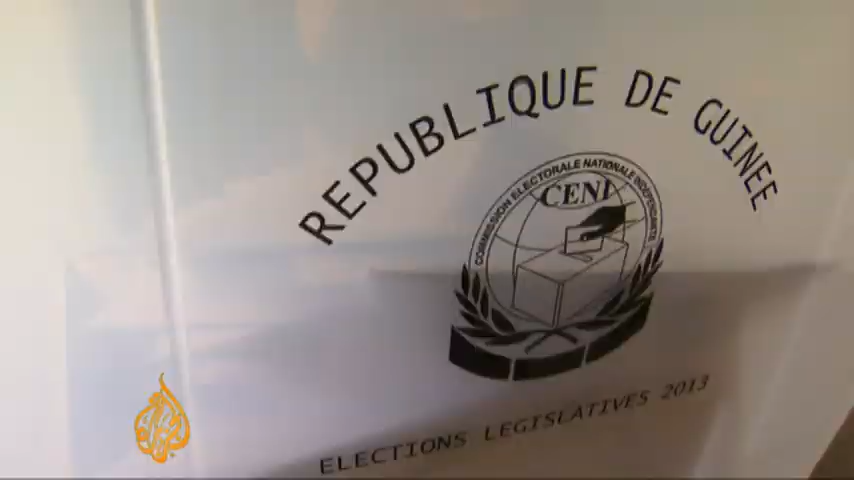 REPUBLIQUE DE GUINEE
COMMISSION ELECTORALE NATIONALE INDEPENDANTE
CENI
ELECTIONS LEGISLATIVES 2013